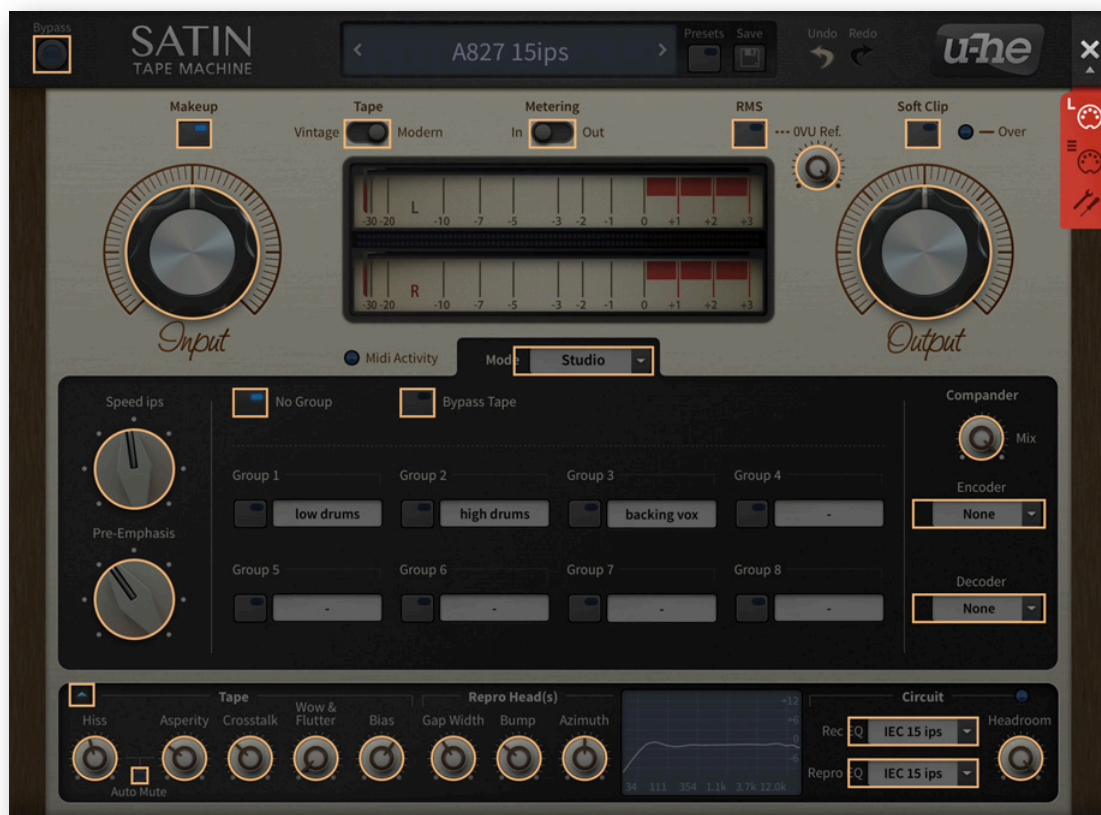 Bypass
SATIN
TAPE MACHINE
A827 15ips
Presets Save
Undo Redo
u-he
Makeup
Tape
Metering
RMS
Soft Clip
L
Vintage
Modern
In
Out
0VU Ref.
Over
L
-30 -20 -10 -7 -5 -3 -2 -1 0 +1 +2 +3
R
-30 -20 -10 -7 -5 -3 -2 -1 0 +1 +2 +3
Input
Output
Midi Activity
Mode
Studio
Speed ips
No Group
Bypass Tape
Compander
Mix
Group 1
Group 2
Group 3
Group 4
Encoder
low drums
high drums
backing vox
-
None
Pre-Emphasis
Group 5
Group 6
Group 7
Group 8
Decoder
-
-
-
-
None
Tape
Repro Head(s)
Circuit
Hiss
Asperity
Crosstalk
Wow &
Flutter
Bias
Gap Width
Bump
Azimuth
+12
+6
0
-6
34 111 354 1.1k 3.7k 12.0k
Rec EQ
IEC 15 ips
Headroom
Repro EQ
IEC 15 ips
Auto Mute